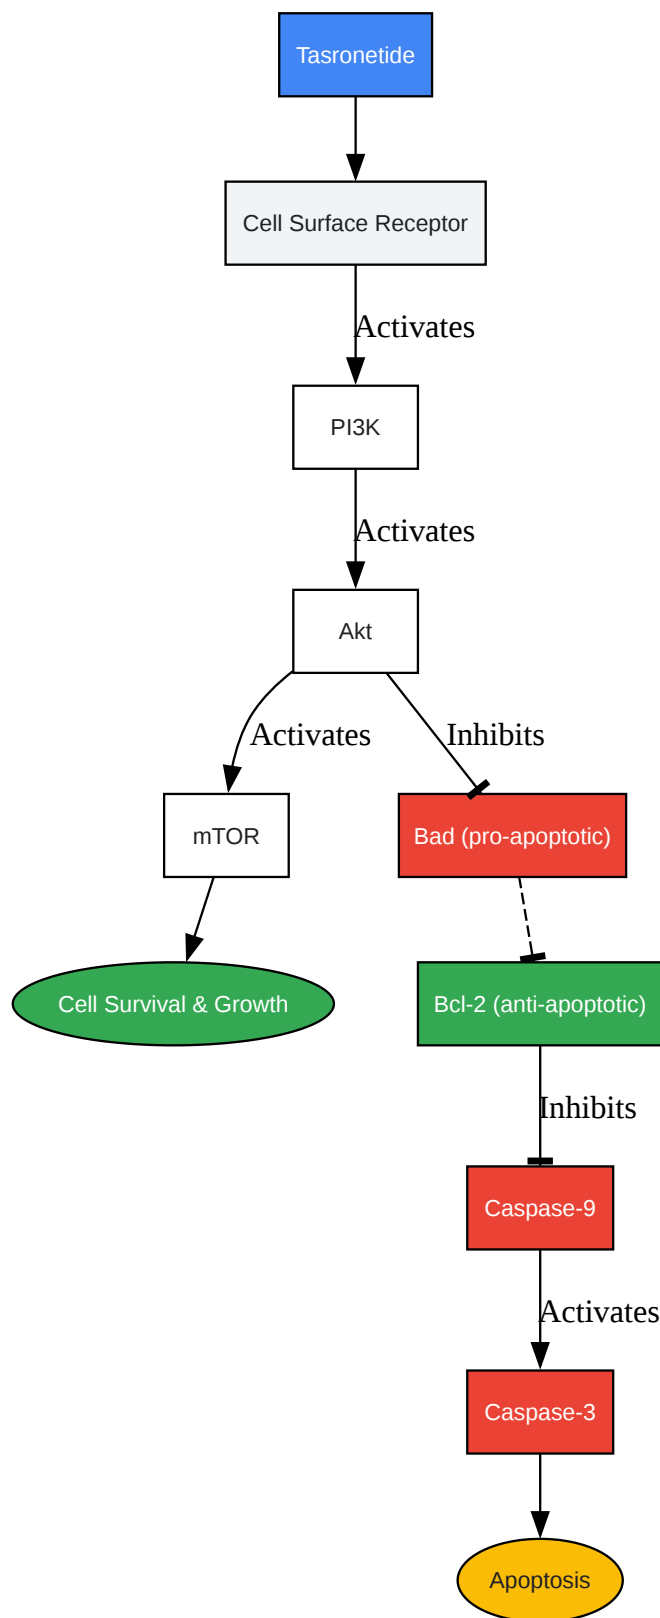 Tasronetide
Cell Surface Receptor
Activates
PI3K
Activates
Akt
Activates
Inhibits
mTOR
Bad (pro-apoptotic)
Cell Survival & Growth
Bcl-2 (anti-apoptotic)
Inhibits
Caspase-9
Activates
Caspase-3
Apoptosis